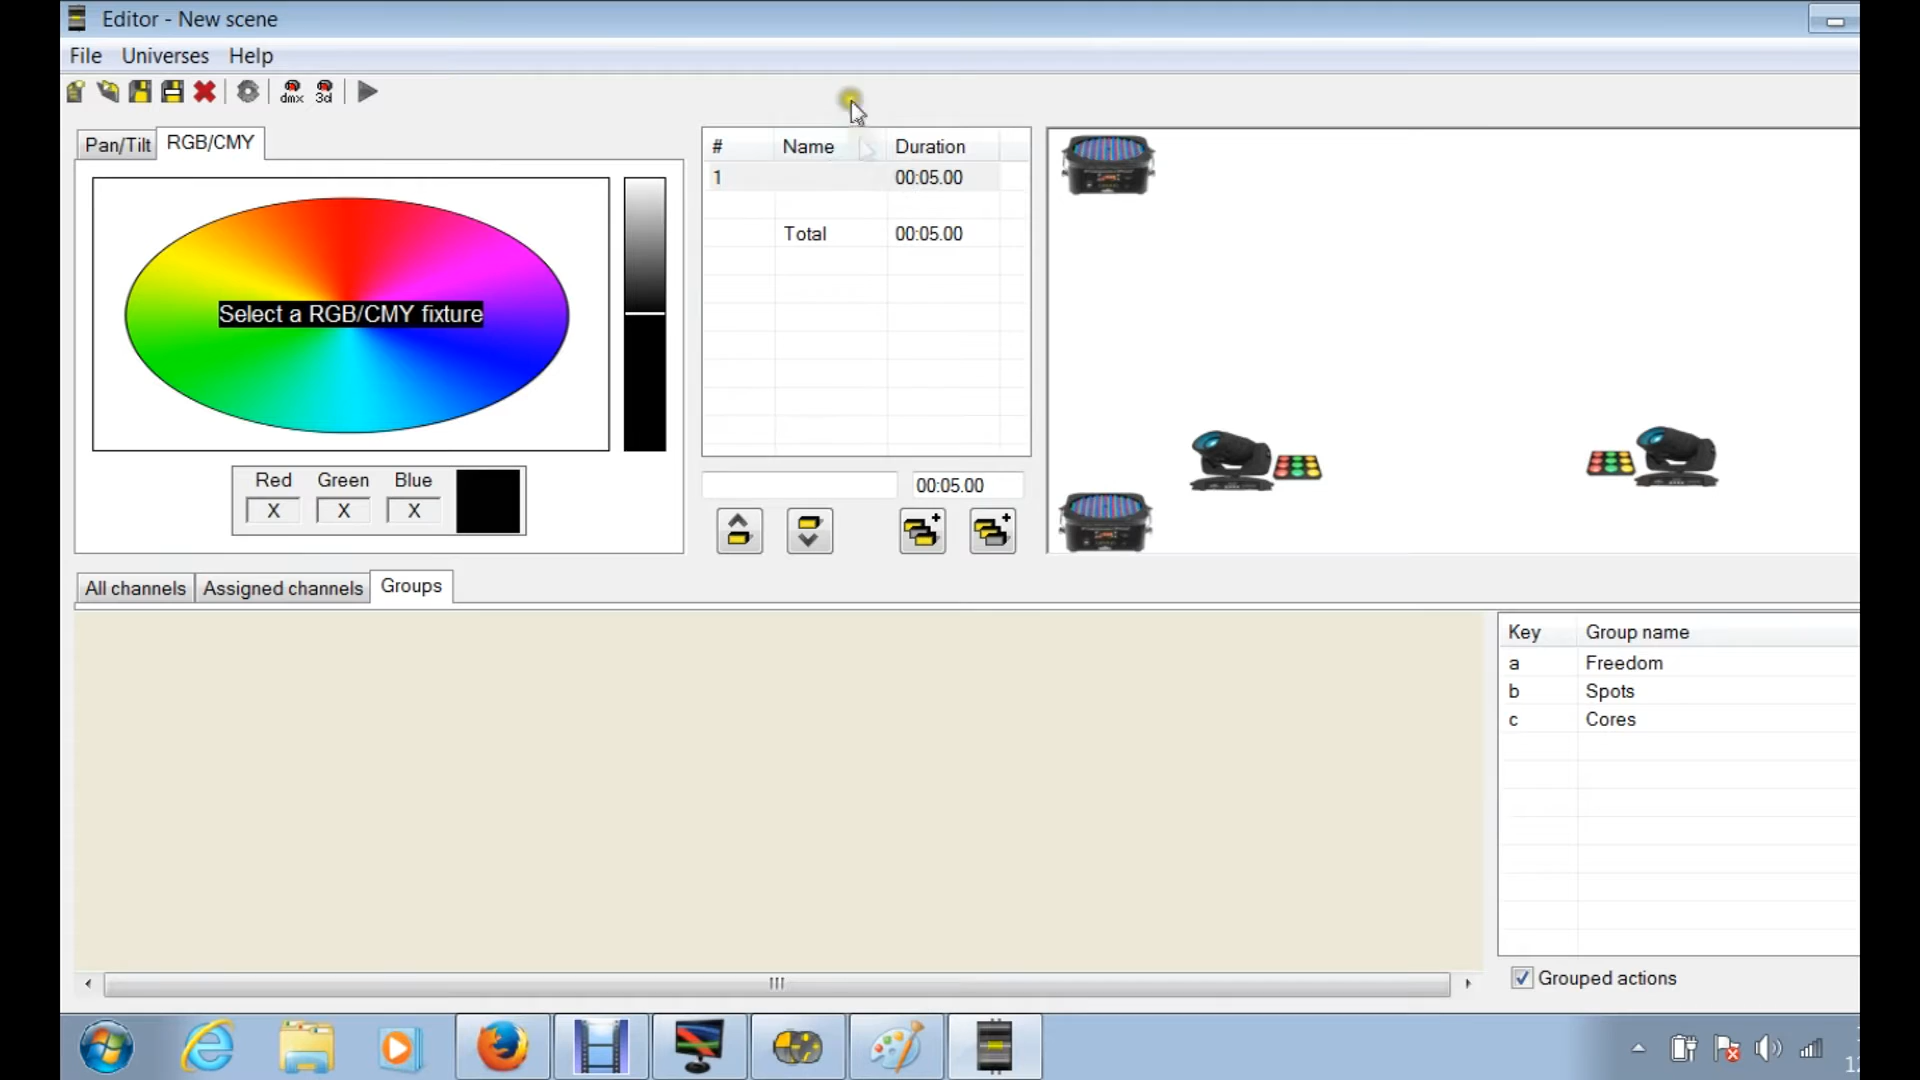 Editor - New scene
File Universes Help
dmx 3d
Pan/Tilt RGB/CMY
Select a RGB/CMY fixture
Red Green Blue
X X X
# Name Duration
1 00:05.00
Total 00:05.00
00:05.00
All channels Assigned channels Groups
Key Group name
a Freedom
b Spots
c Cores
Grouped actions